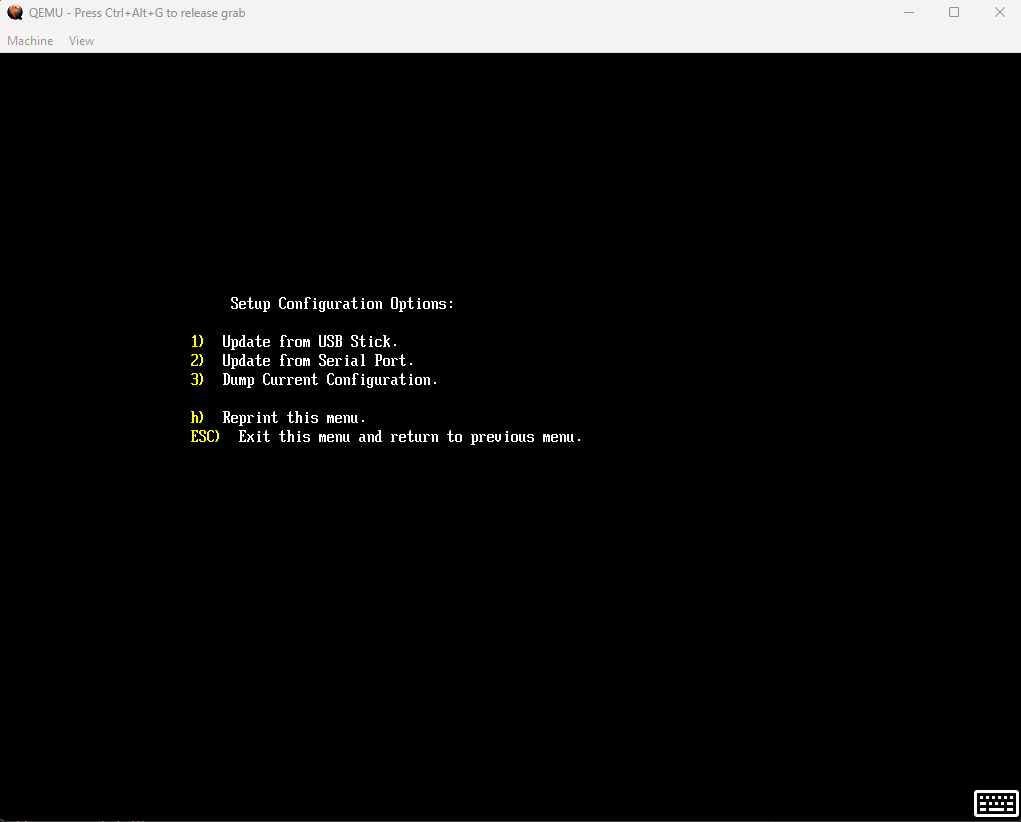 QEMU - Press Ctrl+Alt+G to release grab
Machine View
Setup Configuration Options:
1) Update from USB Stick.
2) Update from Serial Port.
3) Dump Current Configuration.
h) Reprint this menu.
ESC) Exit this menu and return to previous menu.